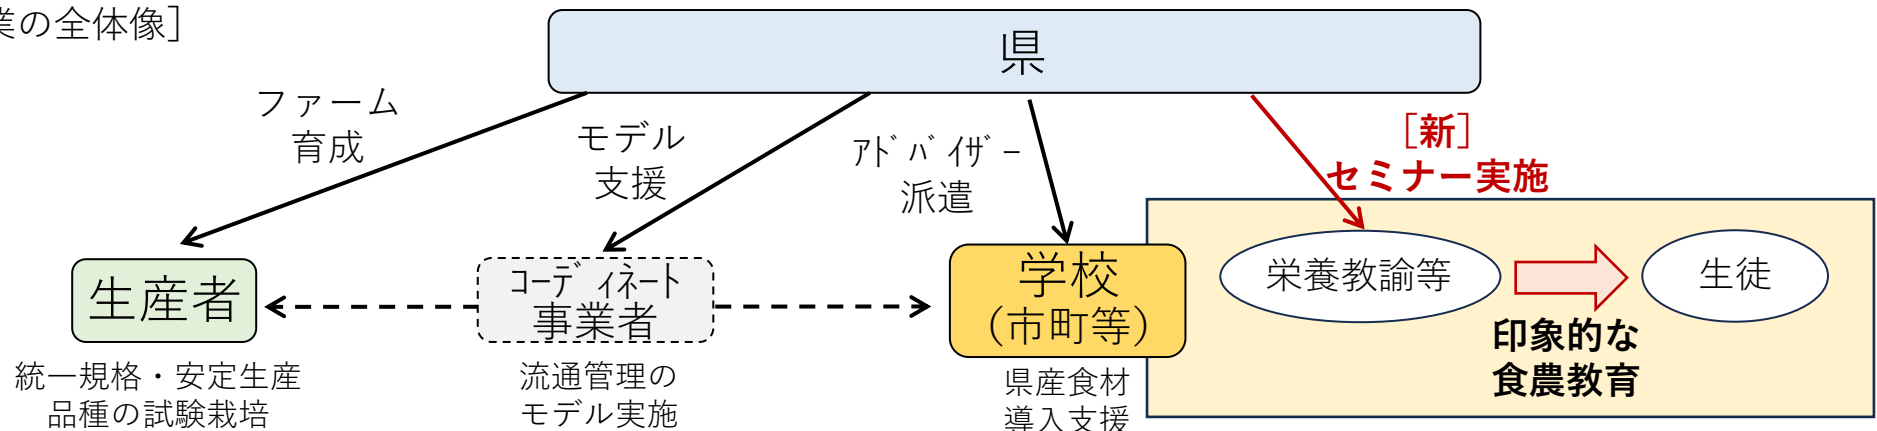 業の全体像］
県
ファーム
育成
モデル
支援
ｱﾄﾞﾊﾞｲｻﾞｰ
派遣
［新］
セミナー実施
生産者
ｺｰﾃﾞｨﾈｰﾄ
事業者
学校
（市町等）
栄養教諭等
生徒
印象的な
食農教育
統一規格・安定生産
品種の試験栽培
流通管理の
モデル実施
県産食材
導入支援